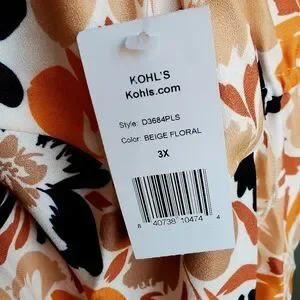 KOHL'S
Kohls.com
Style: D3684PLS
Color: BEIGE FLORAL
3X
8 40738 10474 4